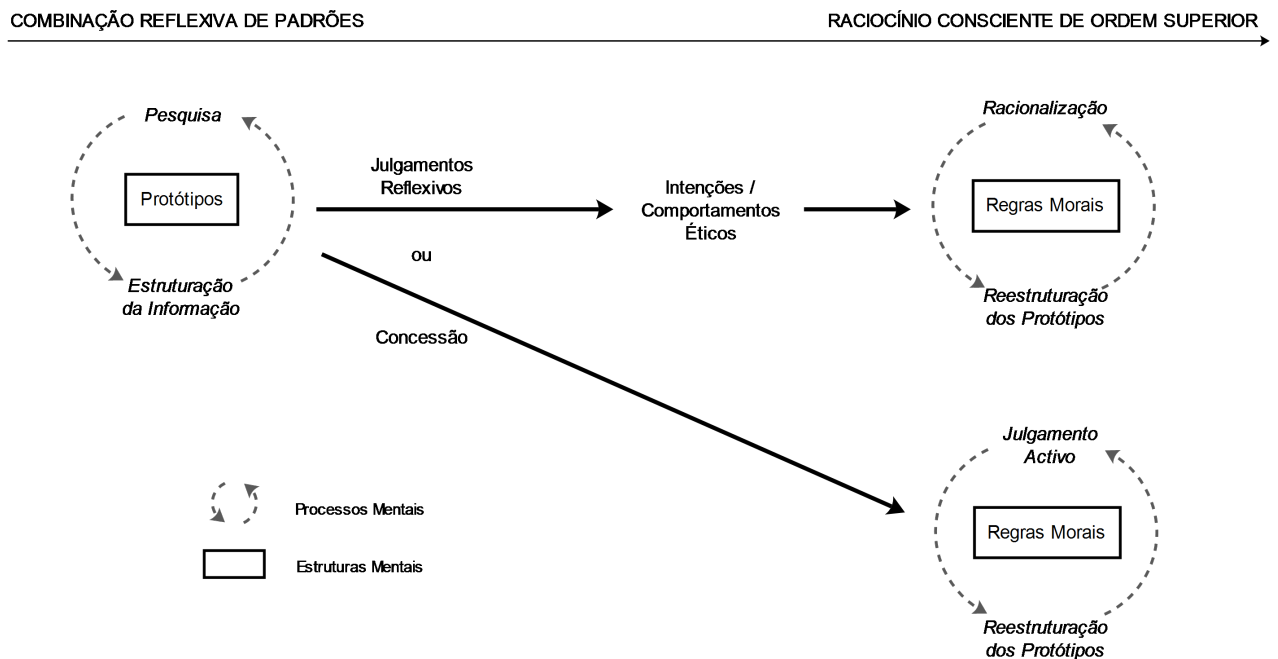 COMBINAÇÃO REFLEXIVA DE PADRÕES
RACIOCÍNIO CONSCIENTE DE ORDEM SUPERIOR
Pesquisa
Protótipos
Estruturação
da Informação
Julgamentos
Reflexivos
ou
Concessão
Intenções /
Comportamentos
Éticos
Racionalização
Regras Morais
Reestruturação
dos Protótipos
Julgamento
Activo
Regras Morais
Reestruturação
dos Protótipos
Processos Mentais
Estruturas Mentais